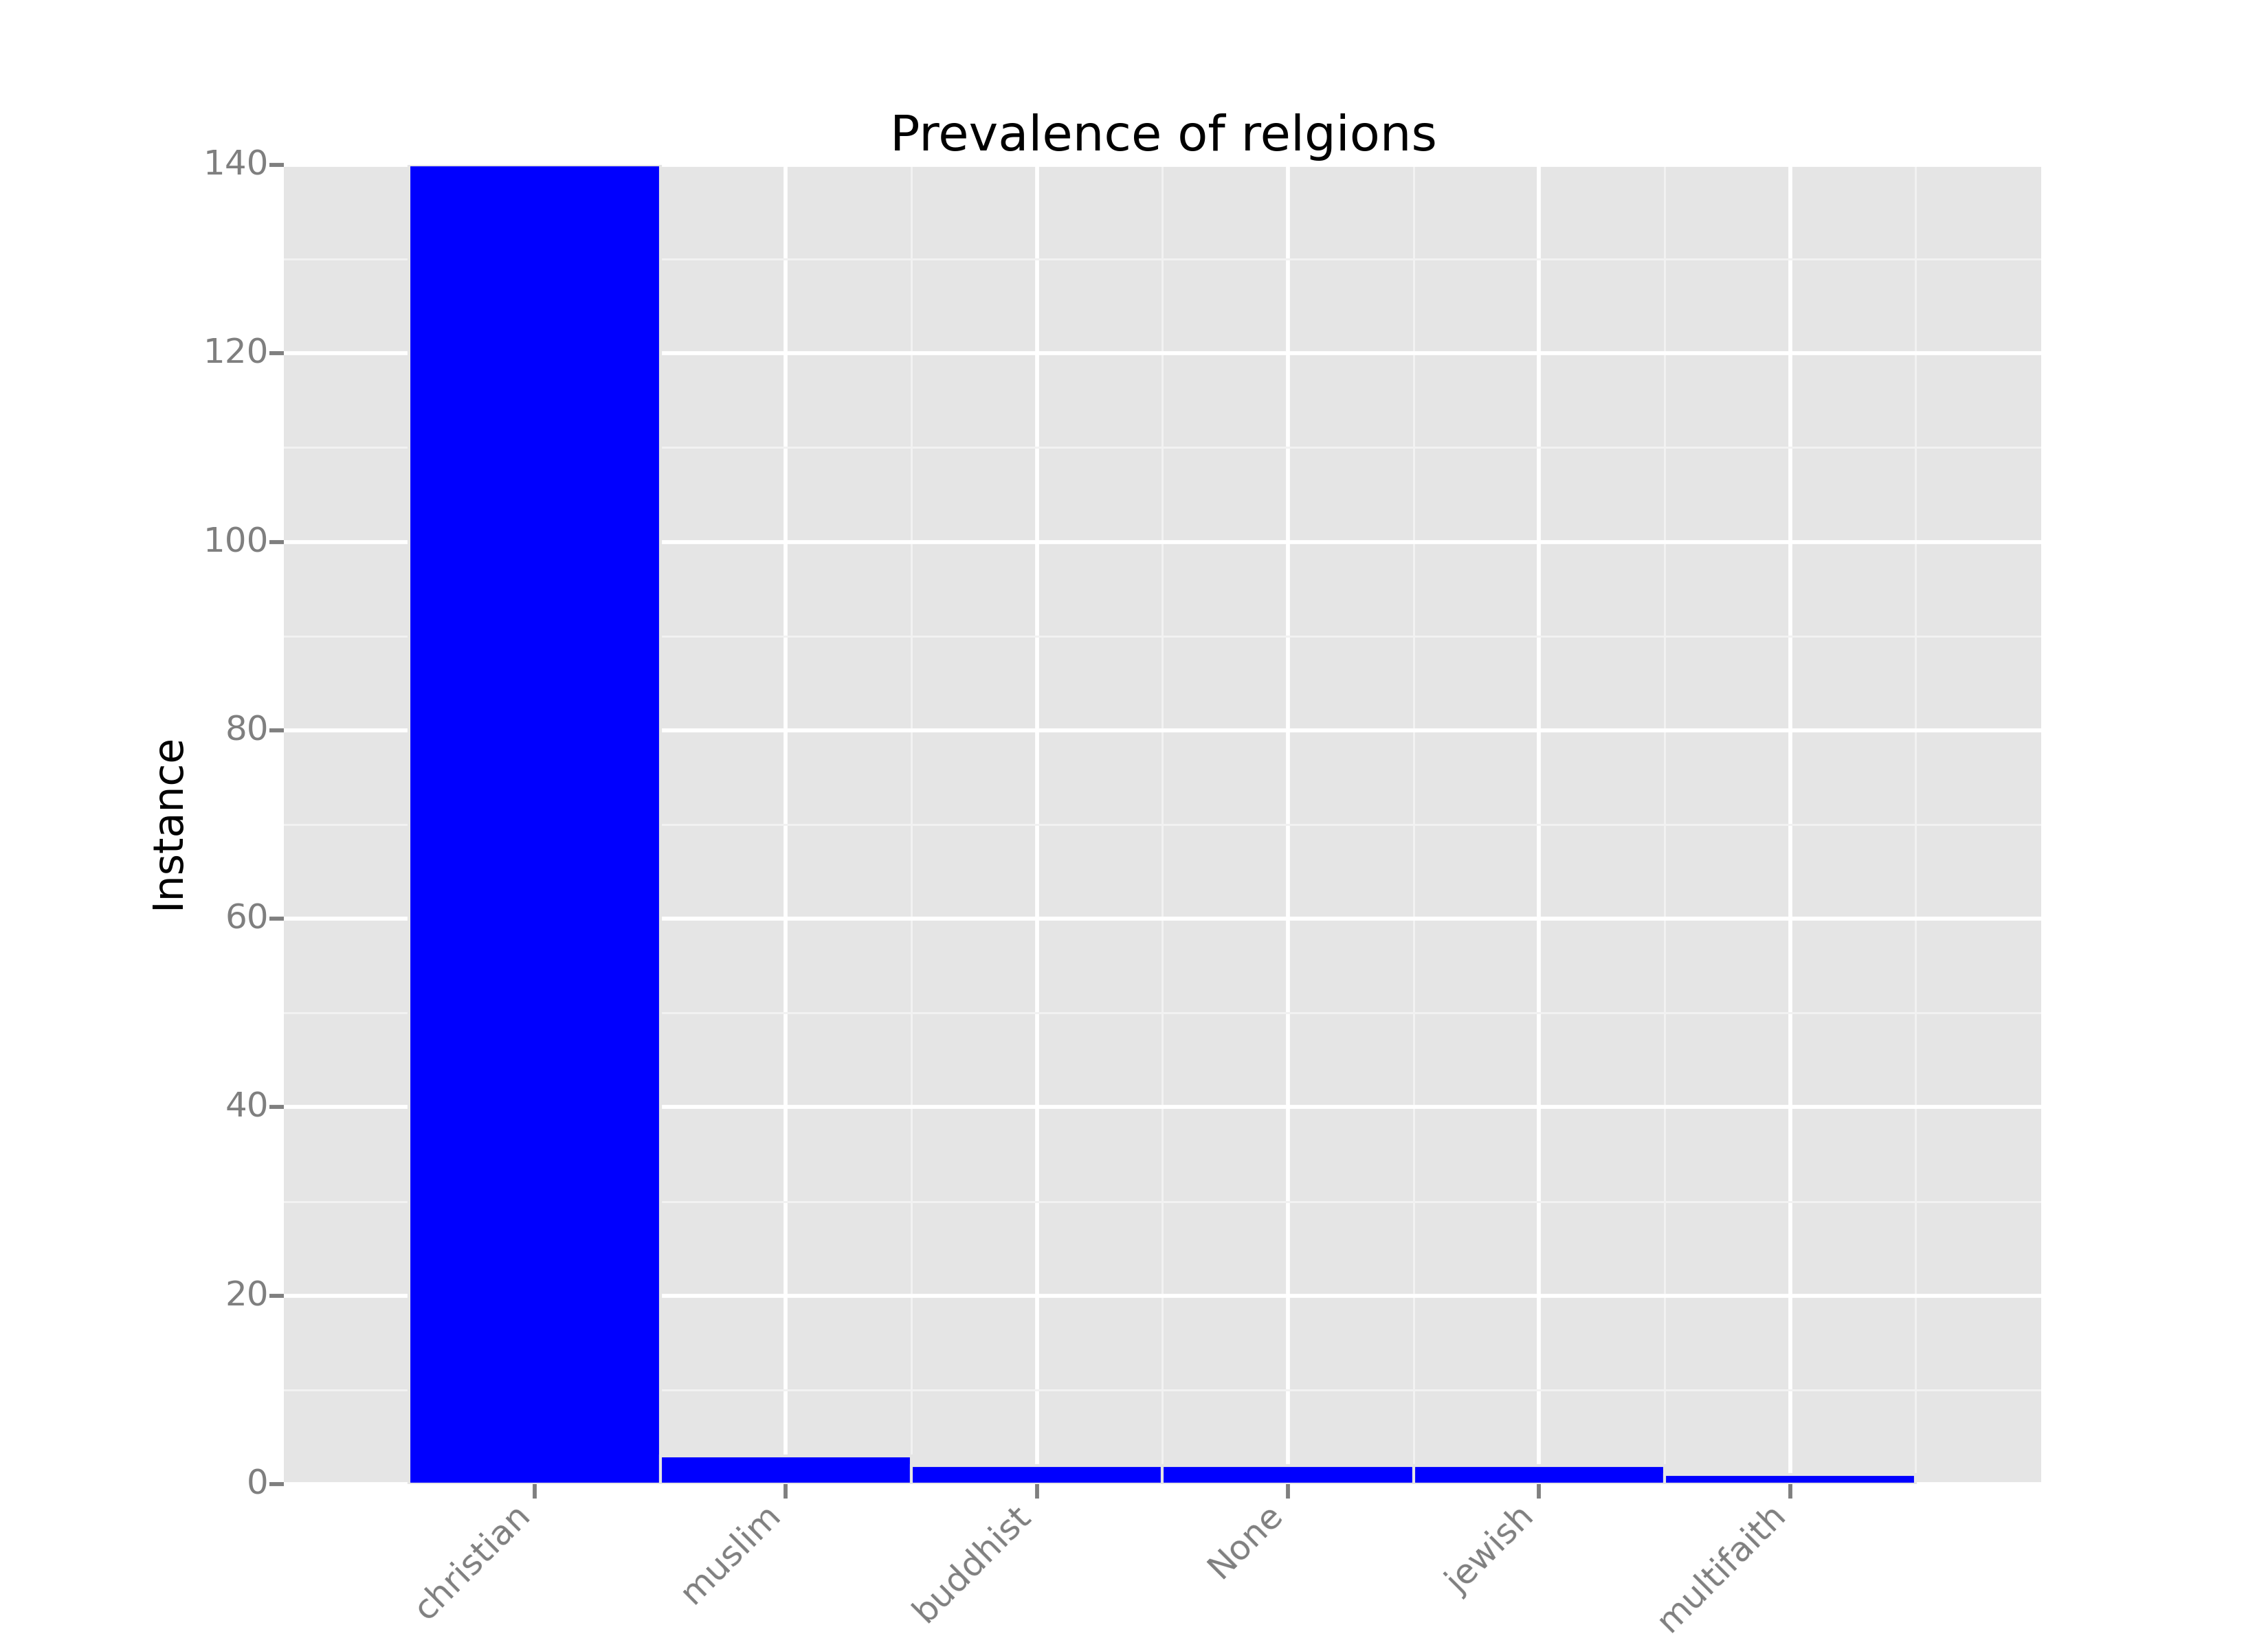 Prevalence of relgions
140
120
100
80
60
40
20
0
Instance
christian
muslim
buddhist
None
jewish
multifaith